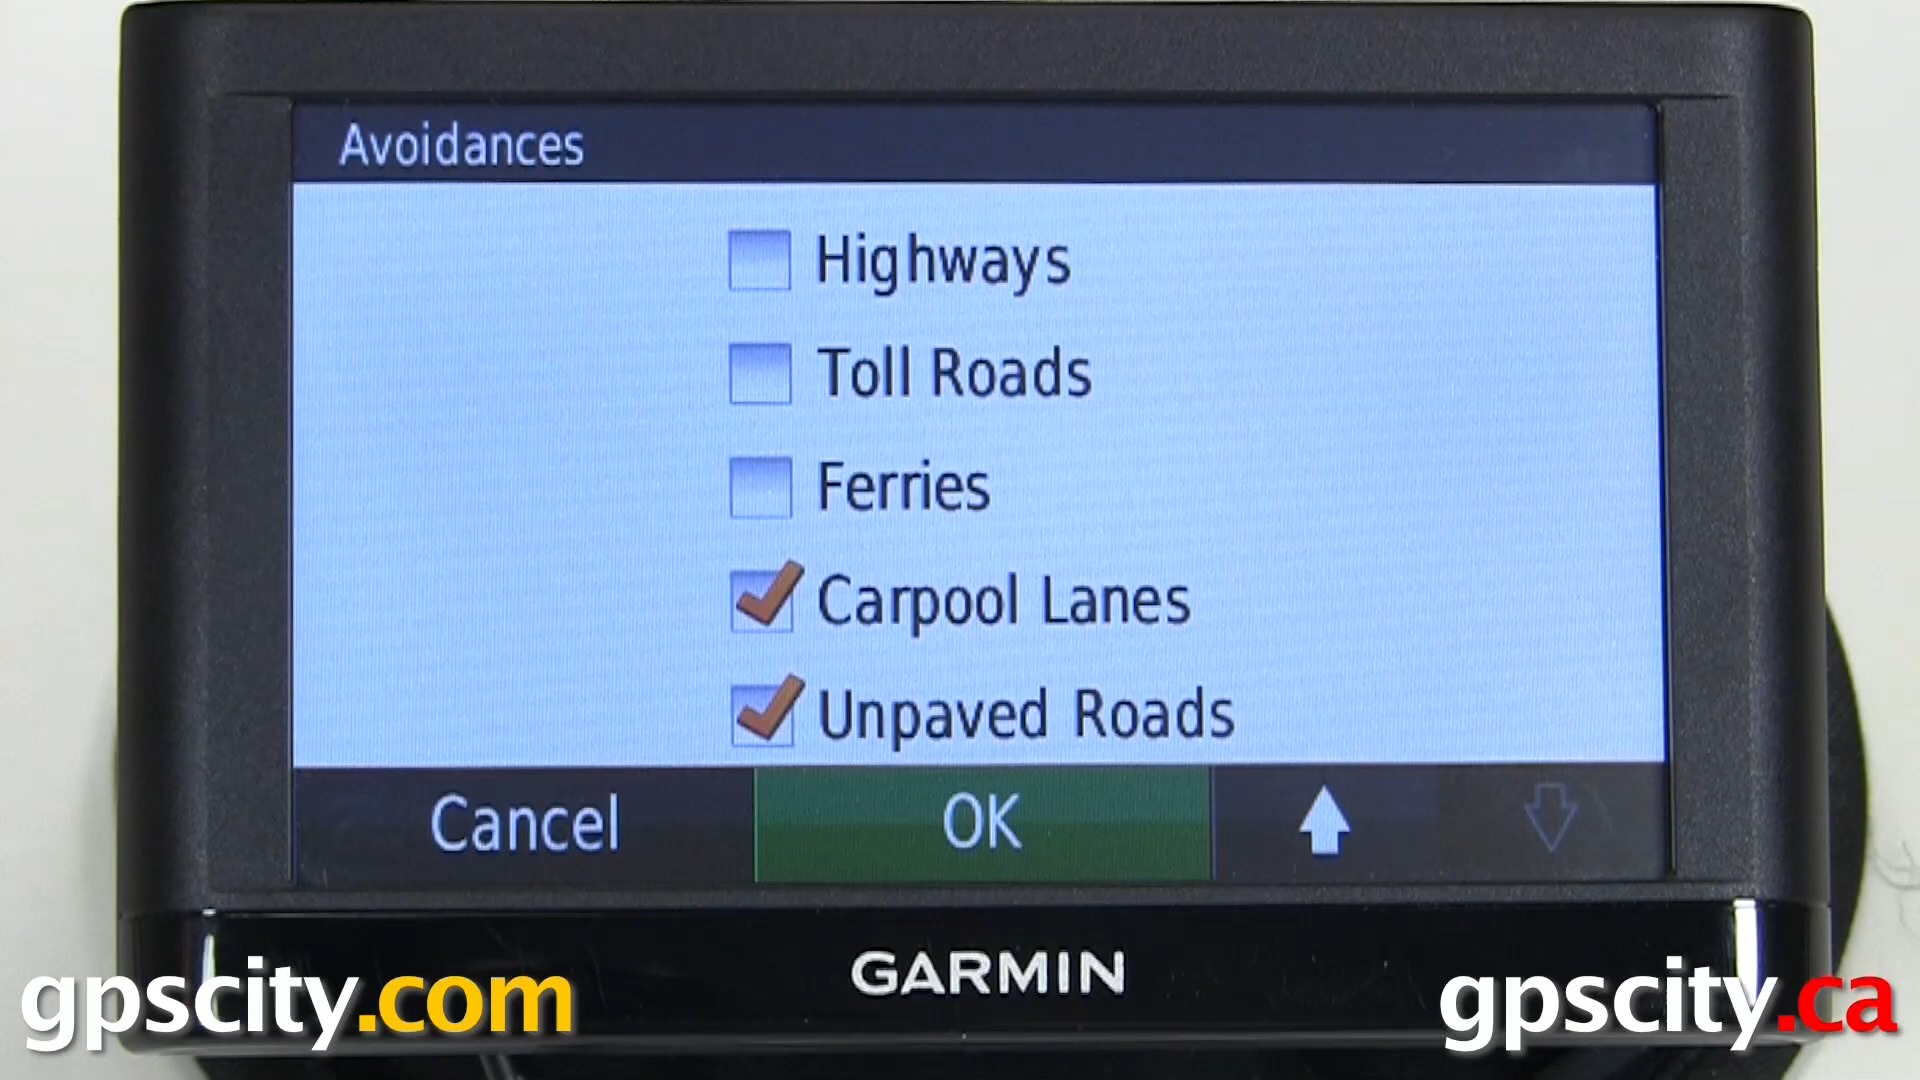 Avoidances
Highways
Toll Roads
Ferries
Carpool Lanes
Unpaved Roads
Cancel OK
GARMIN
gpscity.com gpscity.ca